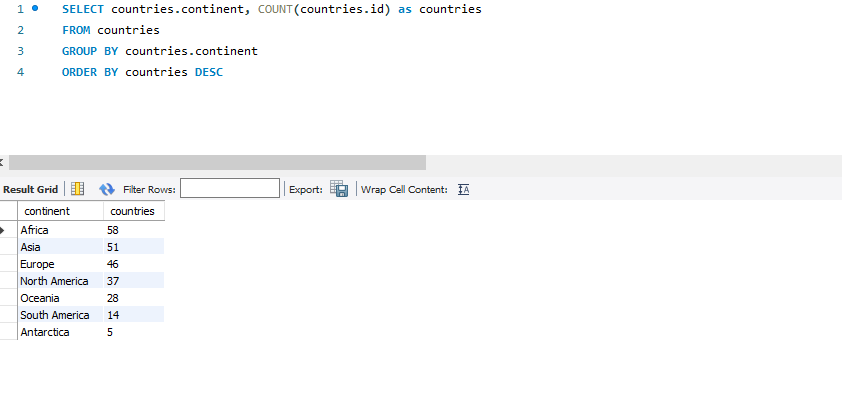 1 SELECT countries.continent, COUNT(countries.id) as countries
2 FROM countries
3 GROUP BY countries.continent
4 ORDER BY countries DESC
Result Grid Filter Rows: Export: Wrap Cell Content: IA
continent countries
Africa 58
Asia 51
Europe 46
North America 37
Oceania 28
South America 14
Antarctica 5